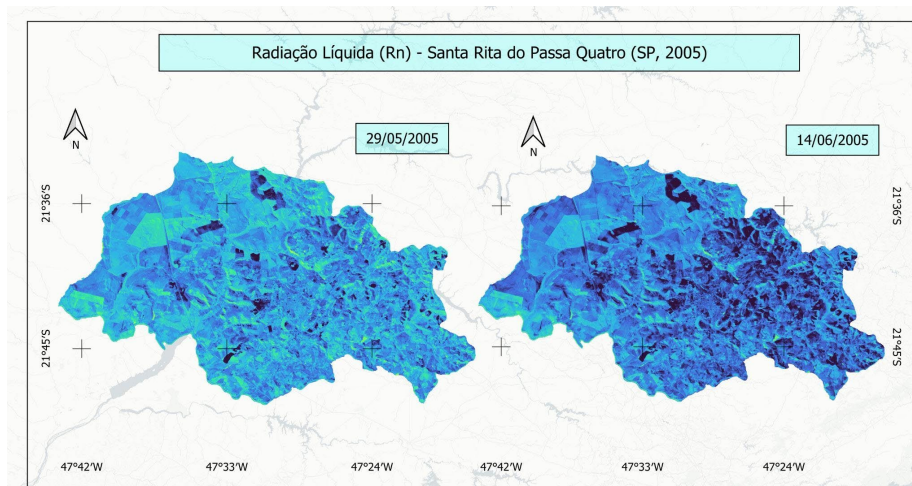 Radiação Líquida (Rn) - Santa Rita do Passa Quatro (SP, 2005)
N
29/05/2005
N
14/06/2005
21°36'S
21°36'S
21°45'S
21°45'S
47°42'W
47°33'W
47°24'W
47°42'W
47°33'W
47°24'W